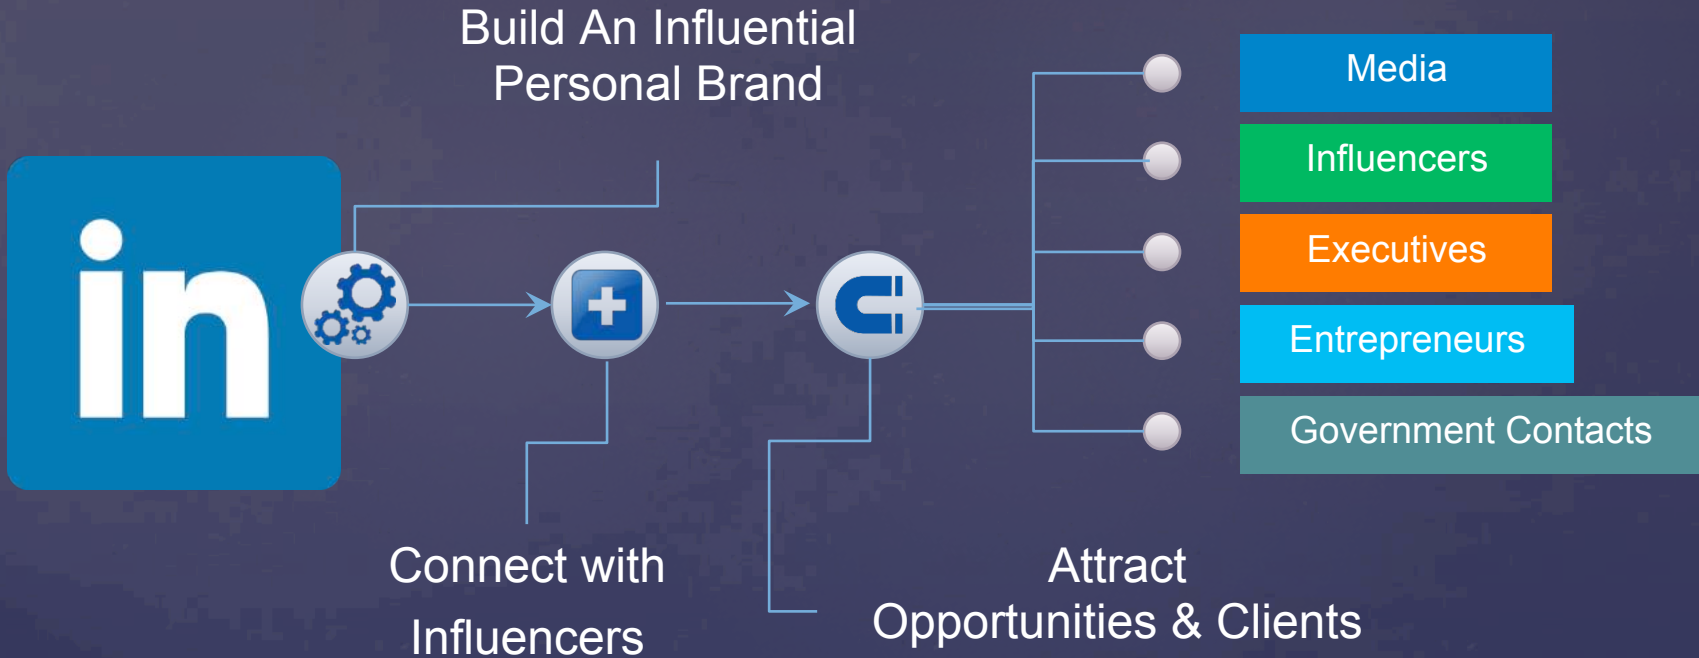 Build An Influential
Personal Brand
in
Connect with
Influencers
Attract
Opportunities & Clients
Media
Influencers
Executives
Entrepreneurs
Government Contacts